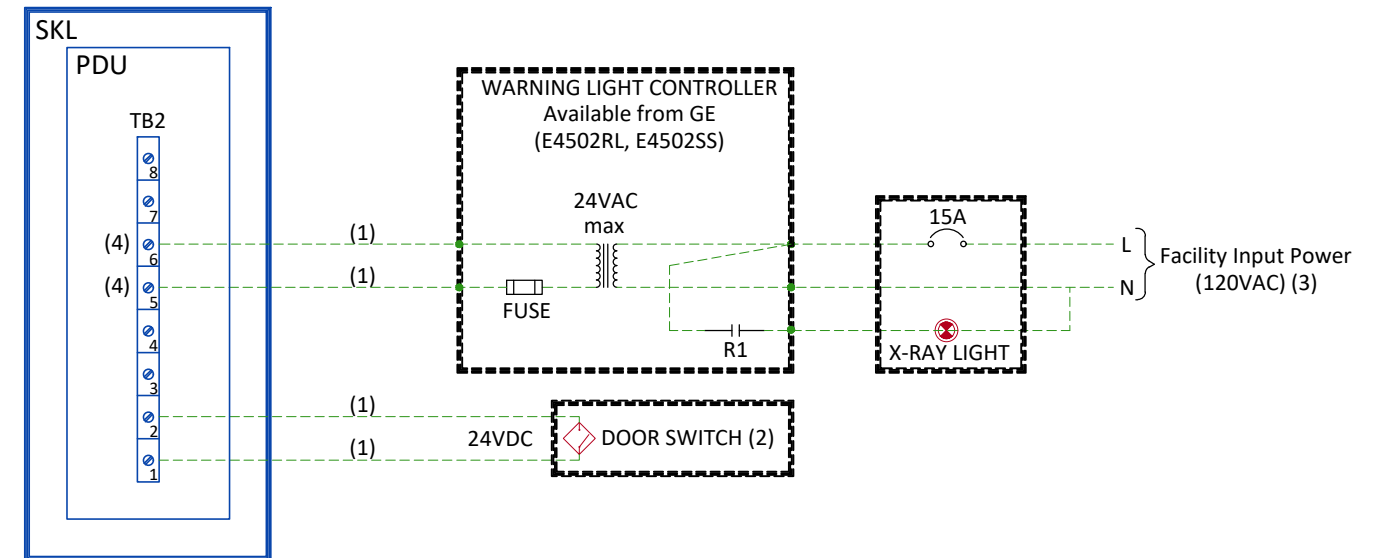 SKL
PDU
TB2
8
7
(4) 6
(4) 5
4
3
2
1
(1)
(1)
(1)
(1)
WARNING LIGHT CONTROLLER
Available from GE
(E4502RL, E4502SS)
24VAC
max
FUSE
R1
24VDC
DOOR SWITCH (2)
15A
X-RAY LIGHT
L
N
Facility Input Power
(120VAC) (3)